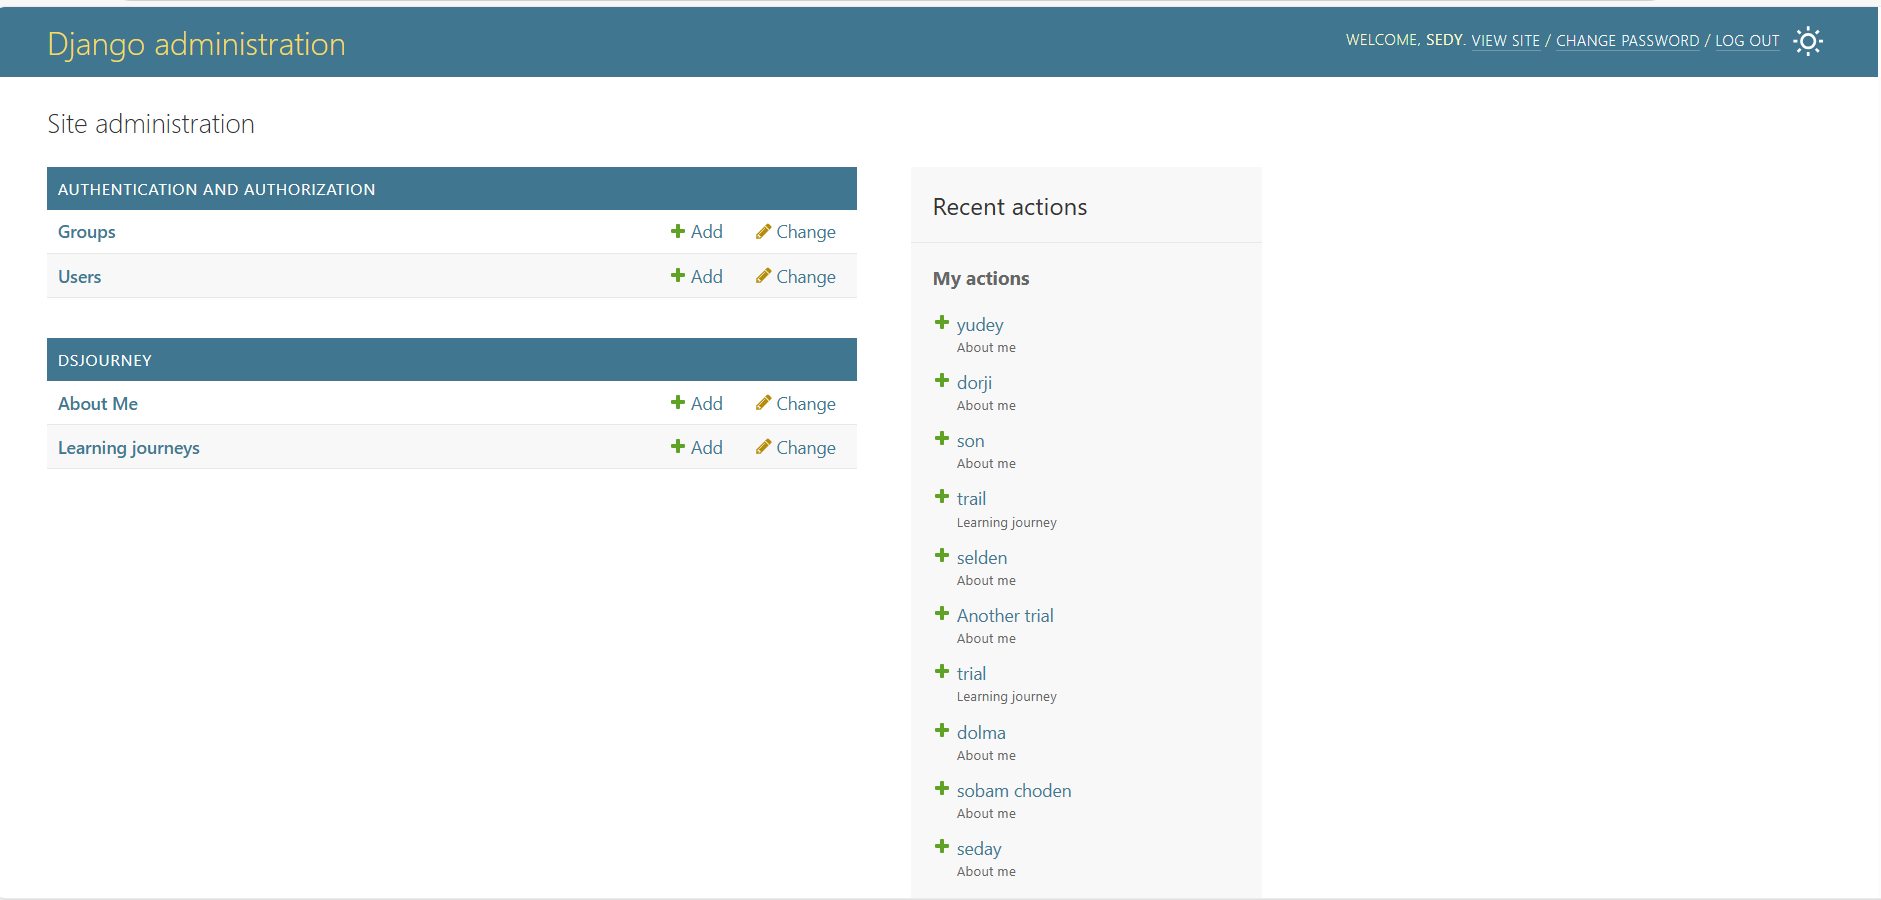 Django administration
WELCOME, SEDY. VIEW SITE / CHANGE PASSWORD / LOG OUT
Site administration
AUTHENTICATION AND AUTHORIZATION
Groups Add Change
Users Add Change
DSJOURNEY
About Me Add Change
Learning journeys Add Change
Recent actions
My actions
yudey
About me
dorji
About me
son
About me
trail
Learning journey
selden
About me
Another trial
About me
trial
Learning journey
dolma
About me
sobam choden
About me
seday
About me